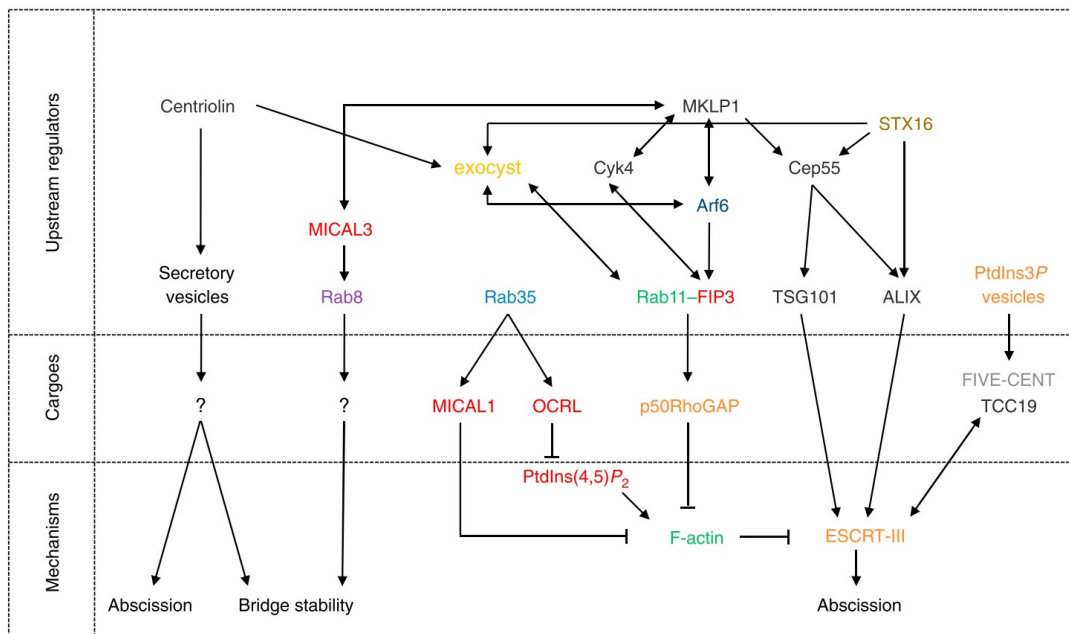 Upstream regulators
Centriolin
MKLP1
STX16
exocyst
Cyk4
Cep55
Arf6
MICAL3
Secretory
vesicles
Rab8
Rab35
Rab11–FIP3
TSG101
ALIX
PtdIns3P
vesicles
Cargoes
?
?
MICAL1
OCRL
p50RhoGAP
FIVE-CENT
TCC19
Mechanisms
PtdIns(4,5)P2
F-actin
ESCRT-III
Abscission
Bridge stability
Abscission